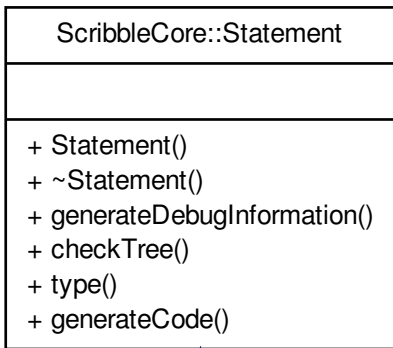 ScribbleCore::Statement
+ Statement()
+ ~Statement()
+ generateDebugInformation()
+ checkTree()
+ type()
+ generateCode()